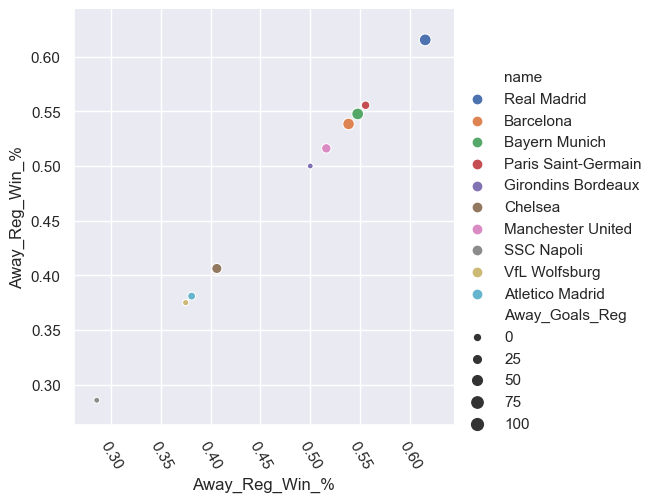 0.60
0.55
0.50
0.45
0.40
0.35
0.30
Away_Reg_Win_%
0.30
0.35
0.40
0.45
0.50
0.55
0.60
Away_Reg_Win_%
name
Real Madrid
Barcelona
Bayern Munich
Paris Saint-Germain
Girondins Bordeaux
Chelsea
Manchester United
SSC Napoli
VfL Wolfsburg
Atletico Madrid
Away_Goals_Reg
0
25
50
75
100